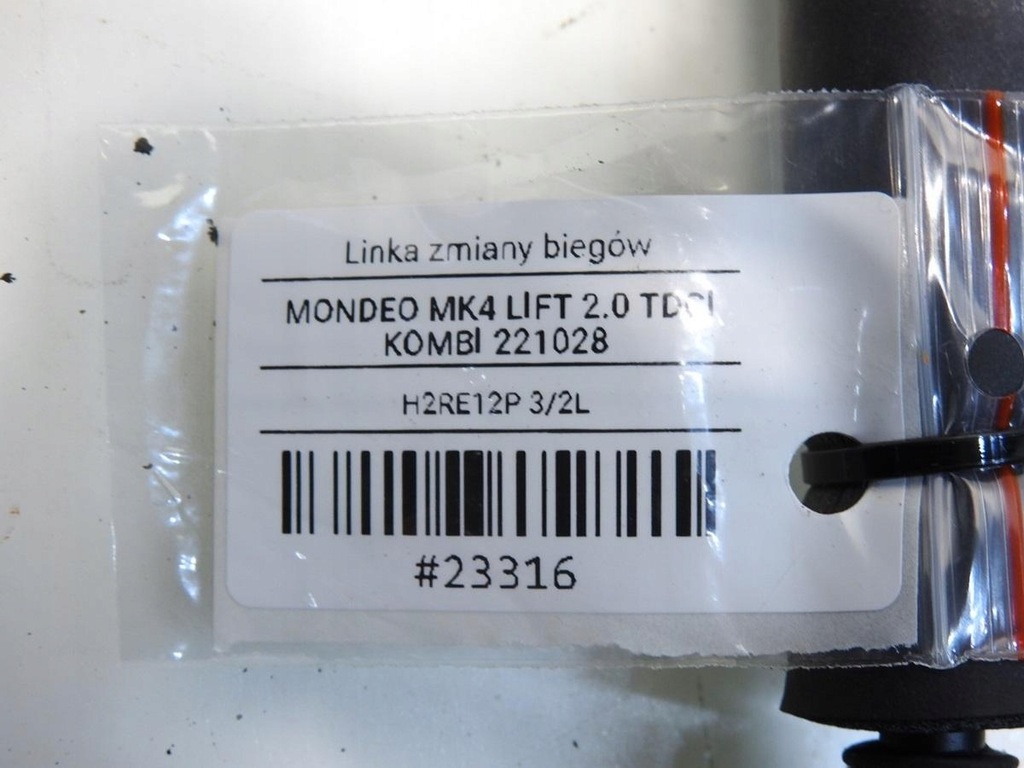 Linka zmiany biegów
MONDEO MK4 LIFT 2.0 TDCI
KOMBI 221028
H2RE12P 3/2L
#23316